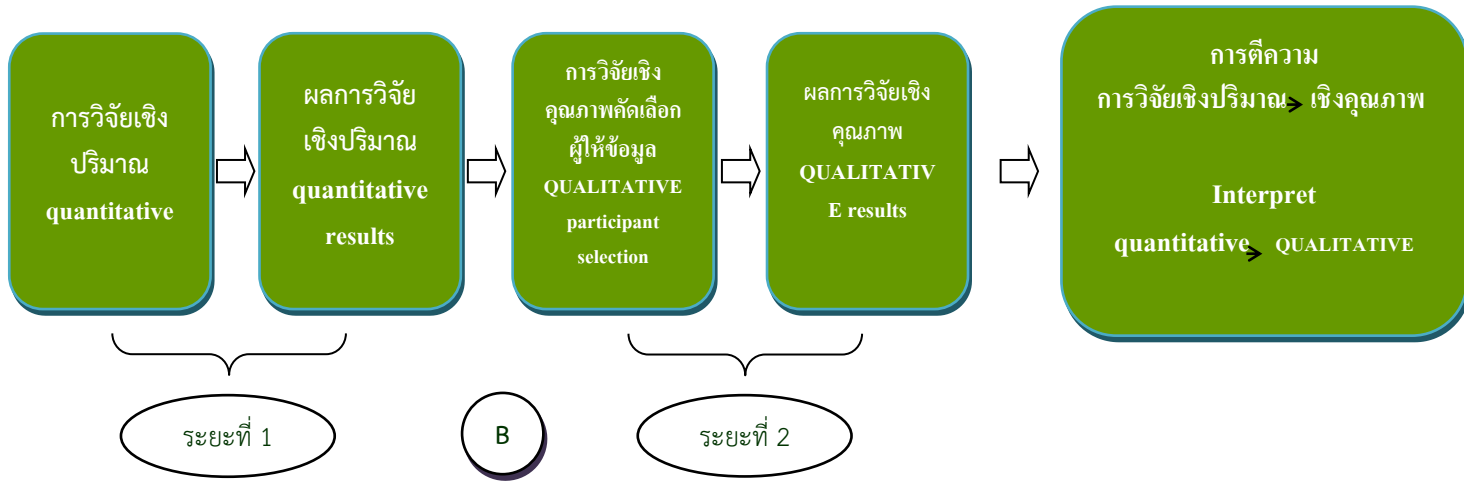 การวิจัยเชิง
ปริมาณ
quantitative
ผลการวิจัย
เชิงปริมาณ
quantitative
results
การวิจัยเชิง
คุณภาพคัดเลือก
ผู้ให้ข้อมูล
QUALITATIVE
participant
selection
ผลการวิจัยเชิง
คุณภาพ
QUALITATIV
E results
การตีความ
การวิจัยเชิงปริมาณ เชิงคุณภาพ
Interpret
quantitative QUALITATIVE
ระยะที่ 1
B
ระยะที่ 2